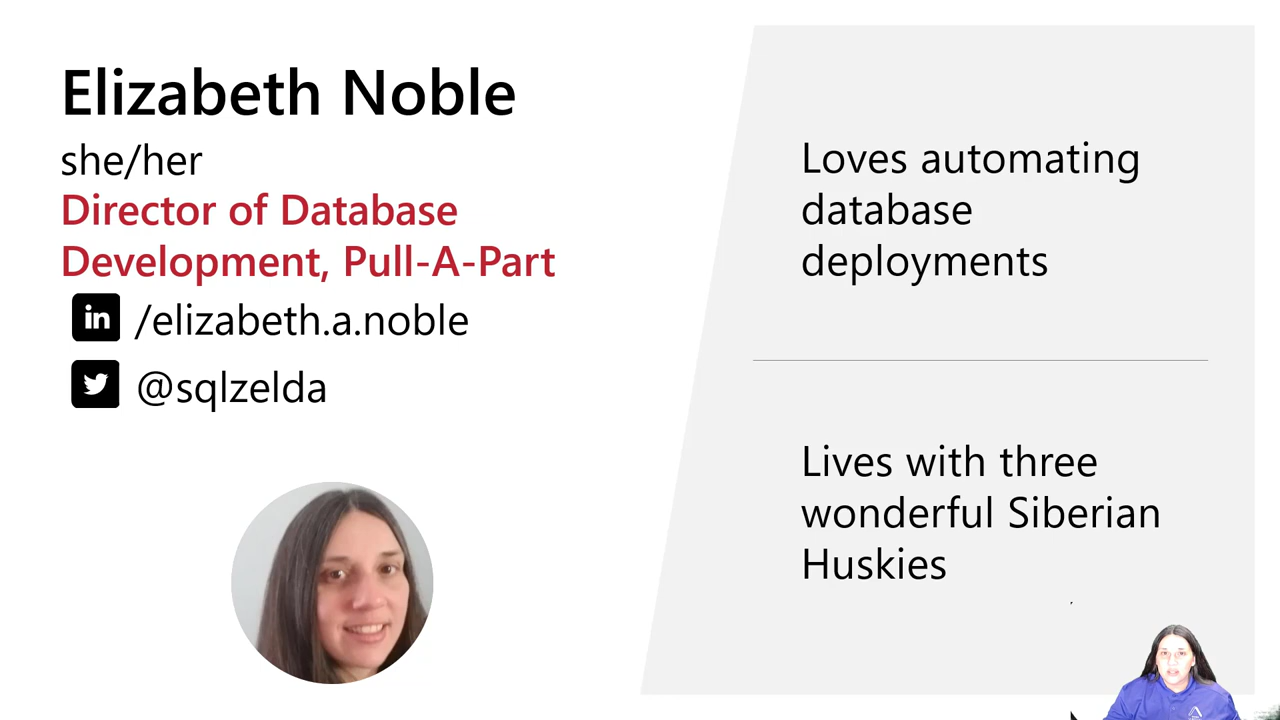 Elizabeth Noble
she/her
Director of Database
Development, Pull-A-Part
in /elizabeth.a.noble
@sqlzelda
Loves automating
database
deployments
Lives with three
wonderful Siberian
Huskies